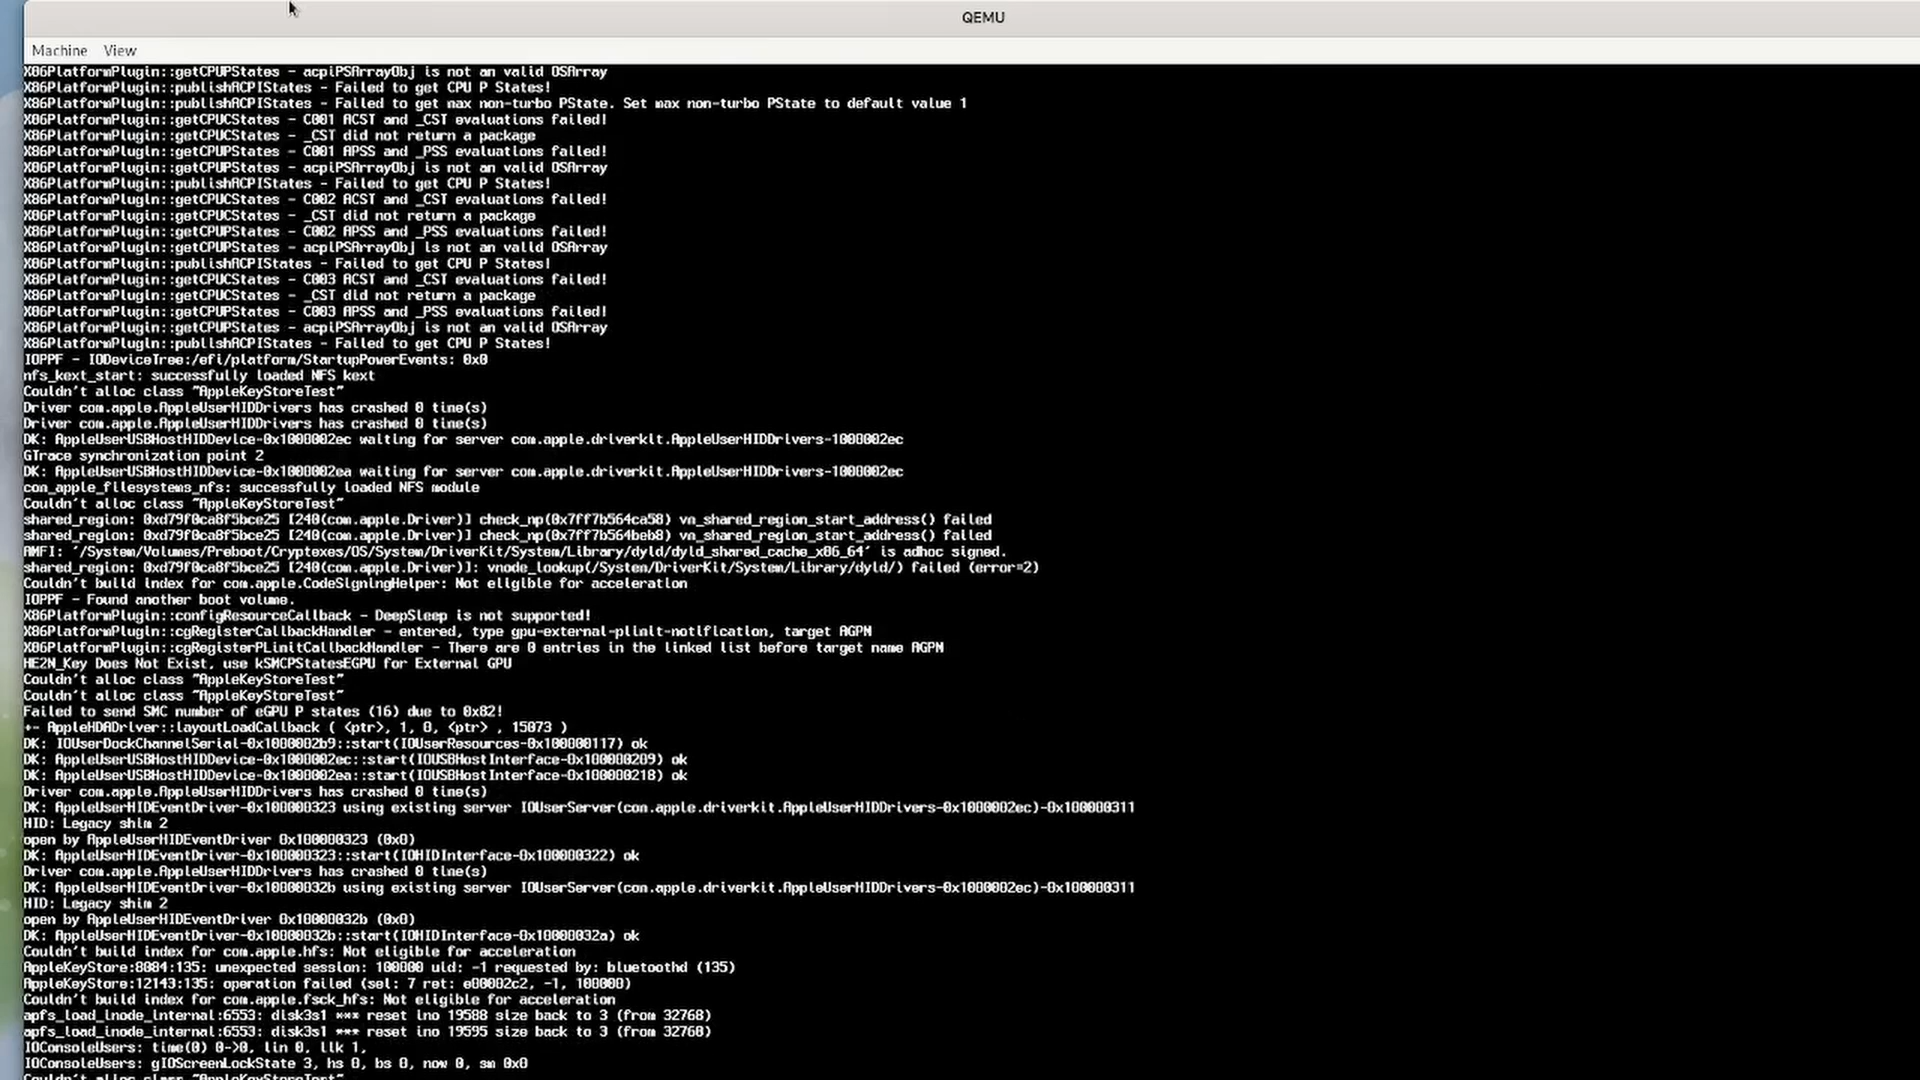 QEMU
Machine View
X86PlatformPlugin::getCPUPStates - acpiPSArrayObj is not an valid OSArray
X86PlatformPlugin::publishACPIStates - Failed to get CPU P States!
X86PlatformPlugin::publishACPIStates - Failed to get max non-turbo PState. Set max non-turbo PState to default value 1
X86PlatformPlugin::getCPUCStates - C001 ACST and _CST evaluations failed!
X86PlatformPlugin::getCPUCStates - _CST did not return a package
X86PlatformPlugin::getCPUPStates - C001 APSS and _PSS evaluations failed!
X86PlatformPlugin::getCPUPStates - acpiPSArrayObj is not an valid OSArray
X86PlatformPlugin::publishACPIStates - Failed to get CPU P States!
X86PlatformPlugin::getCPUCStates - C002 ACST and _CST evaluations failed!
X86PlatformPlugin::getCPUCStates - _CST did not return a package
X86PlatformPlugin::getCPUPStates - C002 APSS and _PSS evaluations failed!
X86PlatformPlugin::getCPUPStates - acpiPSArrayObj is not an valid OSArray
X86PlatformPlugin::publishACPIStates - Failed to get CPU P States!
X86PlatformPlugin::getCPUCStates - C003 ACST and _CST evaluations failed!
X86PlatformPlugin::getCPUCStates - _CST did not return a package
X86PlatformPlugin::getCPUPStates - C003 APSS and _PSS evaluations failed!
X86PlatformPlugin::getCPUPStates - acpiPSArrayObj is not an valid OSArray
X86PlatformPlugin::publishACPIStates - Failed to get CPU P States!
IOPPF - IODeviceTree:/efi/platform/StartupPowerEvents: 0x0
nfs_kext_start: successfully loaded NFS kext
Couldn't alloc class "AppleKeyStoreTest"
Driver com.apple.AppleUserHIDDrivers has crashed 0 time(s)
Driver com.apple.AppleUserHIDDrivers has crashed 0 time(s)
DK: AppleUserUSBHostHIDDevice-0x1000002ec waiting for server com.apple.driverkit.AppleUserHIDDrivers-1000002ec
GTrace synchronization point 2
DK: AppleUserUSBHostHIDDevice-0x1000002ea waiting for server com.apple.driverkit.AppleUserHIDDrivers-1000002ec
com_apple_filesystems_nfs: successfully loaded NFS module
Couldn't alloc class "AppleKeyStoreTest"
shared_region: 0xd79f0ca8f5bce25 [240(com.apple.Driver)] check_np(0x7ff7b564ca58) vm_shared_region_start_address() failed
shared_region: 0xd79f0ca8f5bce25 [240(com.apple.Driver)] check_np(0x7ff7b564beb8) vm_shared_region_start_address() failed
AMFI: '/System/Volumes/Preboot/Cryptexes/OS/System/DriverKit/System/Library/dyld/dyld_shared_cache_x86_64' is adhoc signed.
shared_region: 0xd79f0ca8f5bce25 [240(com.apple.Driver)]: vnode_lookup(/System/DriverKit/System/Library/dyld/) failed (error=2)
Couldn't build index for com.apple.CodeSigningHelper: Not eligible for acceleration
IOPPF - Found another boot volume.
X86PlatformPlugin::configResourceCallback - DeepSleep is not supported!
X86PlatformPlugin::cgRegisterCallbackHandler - entered, type gpu-external-plimit-notification, target AGPN
X86PlatformPlugin::cgRegisterPLimitCallbackHandler - There are 0 entries in the linked list before target name AGPN
HE2N_Key Does Not Exist, use kSMCPStatesEGPU for External GPU
Couldn't alloc class "AppleKeyStoreTest"
Couldn't alloc class "AppleKeyStoreTest"
Failed to send SMC number of eGPU P states (16) due to 0x82!
+- AppleHDADriver::layoutLoadCallback ( <ptr>, 1, 0, <ptr> , 15073 )
DK: IOUserDockChannelSerial-0x1000002b9::start(IOUserResources-0x100000117) ok
DK: AppleUserUSBHostHIDDevice-0x1000002ec::start(IOUSBHostInterface-0x100000289) ok
DK: AppleUserUSBHostHIDDevice-0x1000002ea::start(IOUSBHostInterface-0x100000218) ok
Driver com.apple.AppleUserHIDDrivers has crashed 0 time(s)
DK: AppleUserHIDEventDriver-0x100000323 using existing server IOUserServer(com.apple.driverkit.AppleUserHIDDrivers-0x1000002ec)-0x100000311
HID: Legacy shim 2
open by AppleUserHIDEventDriver 0x100000323 (0x0)
DK: AppleUserHIDEventDriver-0x100000323::start(IOHIDInterface-0x100000322) ok
Driver com.apple.AppleUserHIDDrivers has crashed 0 time(s)
DK: AppleUserHIDEventDriver-0x10000032b using existing server IOUserServer(com.apple.driverkit.AppleUserHIDDrivers-0x1000002ec)-0x100000311
HID: Legacy shim 2
open by AppleUserHIDEventDriver 0x10000032b (0x0)
DK: AppleUserHIDEventDriver-0x10000032b::start(IOHIDInterface-0x10000032a) ok
Couldn't build index for com.apple.hfs: Not eligible for acceleration
AppleKeyStore:8084:135: unexpected session: 100000 uid: -1 requested by: bluetoothd (135)
AppleKeyStore:12143:135: operation failed (sel: 7 ret: e00002c2, -1, 100000)
Couldn't build index for com.apple.fsck_hfs: Not eligible for acceleration
apfs_load_inode_internal:6553: disk3s1 *** reset ino 19588 size back to 3 (from 32768)
apfs_load_inode_internal:6553: disk3s1 *** reset ino 19595 size back to 3 (from 32768)
IOConsoleUsers: time(0) 0->0, lin 0, llk 1,
IOConsoleUsers: gIOScreenLockState 3, hs 0, bs 0, now 0, sm 0x0
Couldn't alloc class "AppleKeyStoreTest"